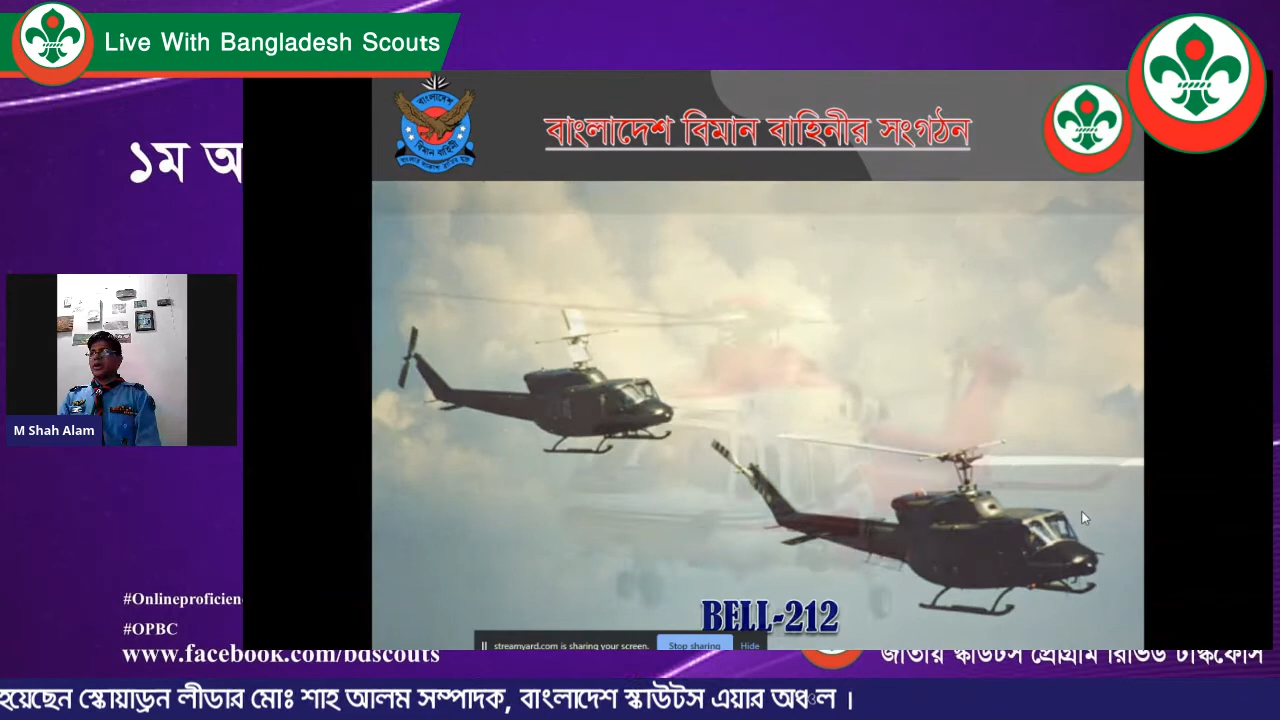 Live With Bangladesh Scouts
বাংলাদেশ বিমান বাহিনীর সংগঠন
বাংলাদেশ
বিমান বাহিনী
১ম অ
M Shah Alam
BELL-212
#Onlineproficien
#OPBC
streamyard.com is sharing your screen.
Stop sharing
Hide
www.facebook.com/bdscouts
জাতীয় স্কাউটস প্রোগ্রাম রিভিউ টাস্কফোর্স
হয়েছেন স্কোয়াড্রন লীডার মোঃ শাহ আলম সম্পাদক, বাংলাদেশ স্কাউটস এয়ার অঞ্চল ।